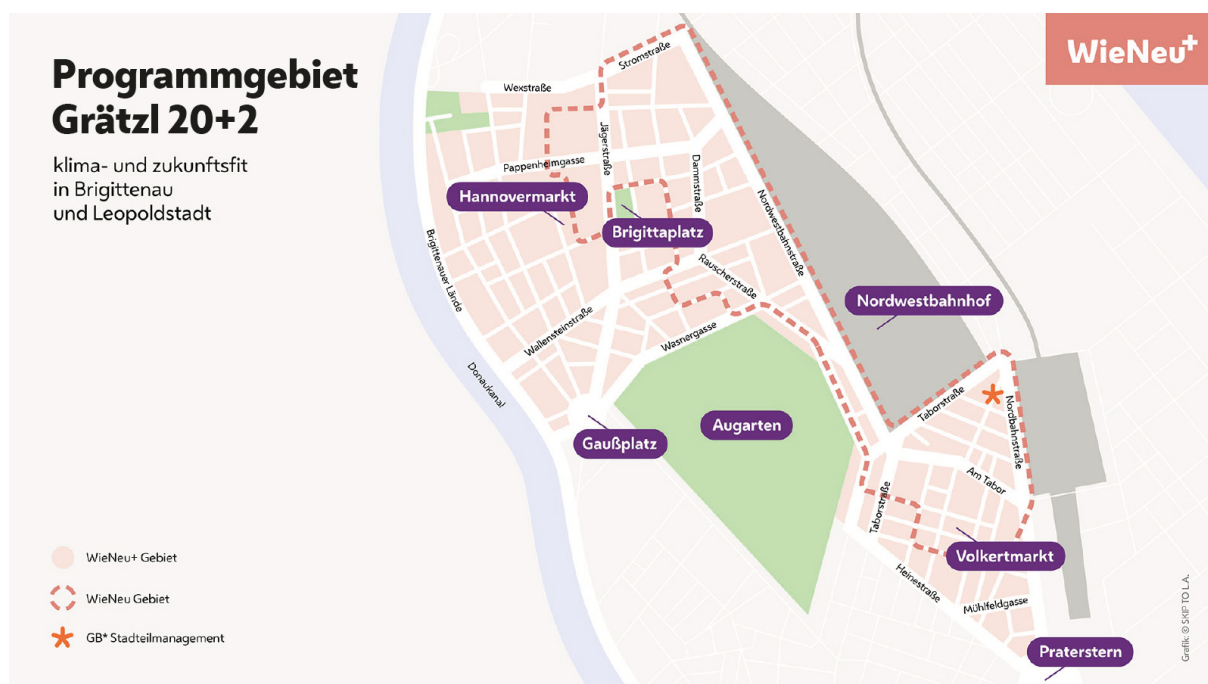 Programmgebiet
Grätzl 20+2
klima- und zukunftsfit
in Brigittenau
und Leopoldstadt
WieNeu+
Stromstraße
Wexstraße
Jägerstraße
Pappenheimgasse
Dammstraße
Hannovermarkt
Brigittaplatz
Nordwestbahnstraße
Brigittenauer Lände
Rauscherstraße
Nordwestbahnhof
Wallensteinstraße
Wasnergasse
Donaukanal
Taborstraße
Nordbahnstraße
Augarten
Gaußplatz
Am Tabor
Taborstraße
Volkertmarkt
Heinestraße
Mühlfeldgasse
Praterstern
WieNeu+ Gebiet
WieNeu Gebiet
GB* Stadtteilmanagement
Grafik: © SKIP TO L.A.